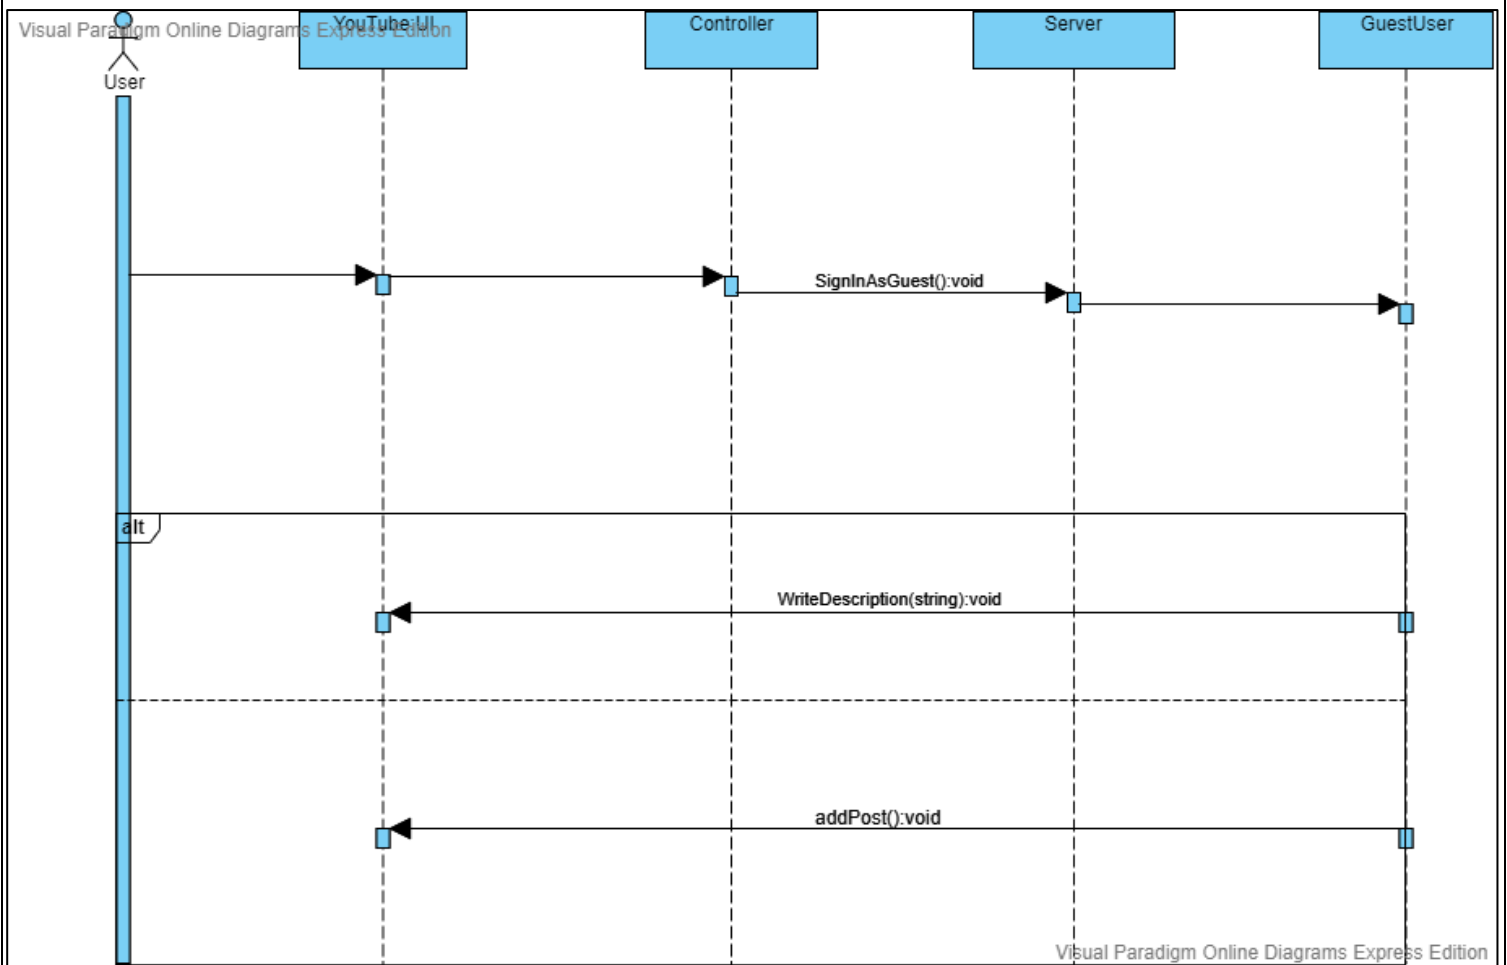 Visual Paradigm Online Diagrams Express Edition
YouTube:UI
Controller
Server
GuestUser
User
SignInAsGuest():void
alt
WriteDescription(string):void
addPost():void
Visual Paradigm Online Diagrams Express Edition